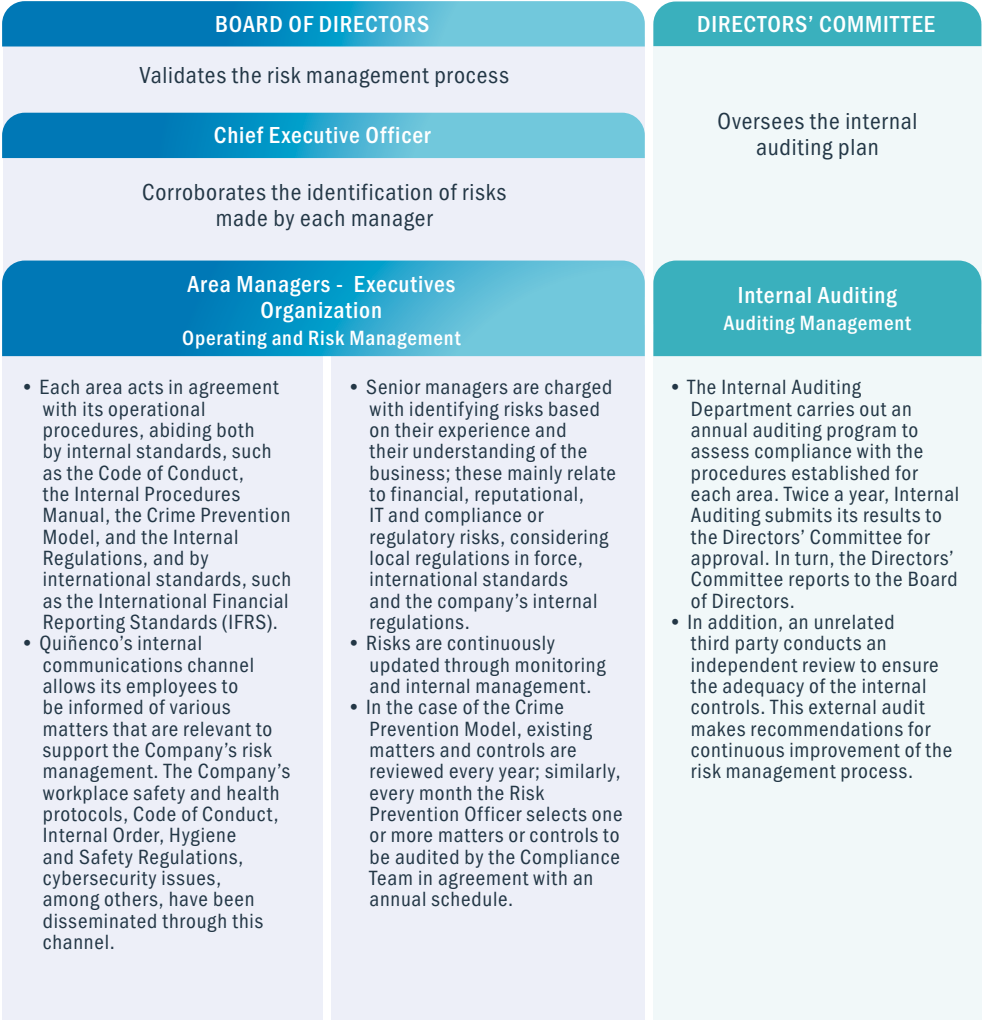 BOARD OF DIRECTORS
Validates the risk management process
Chief Executive Officer
Corroborates the identification of risks
made by each manager
DIRECTORS’ COMMITTEE
Oversees the internal
auditing plan
Area Managers - Executives
Organization
Operating and Risk Management
• Each area acts in agreement
with its operational
procedures, abiding both
by internal standards, such
as the Code of Conduct,
the Internal Procedures
Manual, the Crime Prevention
Model, and the Internal
Regulations, and by
international standards, such
as the International Financial
Reporting Standards (IFRS).
• Quiñenco’s internal
communications channel
allows its employees to
be informed of various
matters that are relevant to
support the Company’s risk
management. The Company’s
workplace safety and health
protocols, Code of Conduct,
Internal Order, Hygiene
and Safety Regulations,
cybersecurity issues,
among others, have been
disseminated through this
channel.
• Senior managers are charged
with identifying risks based
on their experience and
their understanding of the
business; these mainly relate
to financial, reputational,
IT and compliance or
regulatory risks, considering
local regulations in force,
international standards
and the company’s internal
regulations.
• Risks are continuously
updated through monitoring
and internal management.
• In the case of the Crime
Prevention Model, existing
matters and controls are
reviewed every year; similarly,
every month the Risk
Prevention Officer selects one
or more matters or controls to
be audited by the Compliance
Team in agreement with an
annual schedule.
Internal Auditing
Auditing Management
• The Internal Auditing
Department carries out an
annual auditing program to
assess compliance with the
procedures established for
each area. Twice a year, Internal
Auditing submits its results to
the Directors’ Committee for
approval. In turn, the Directors’
Committee reports to the Board
of Directors.
• In addition, an unrelated
third party conducts an
independent review to ensure
the adequacy of the internal
controls. This external audit
makes recommendations for
continuous improvement of the
risk management process.